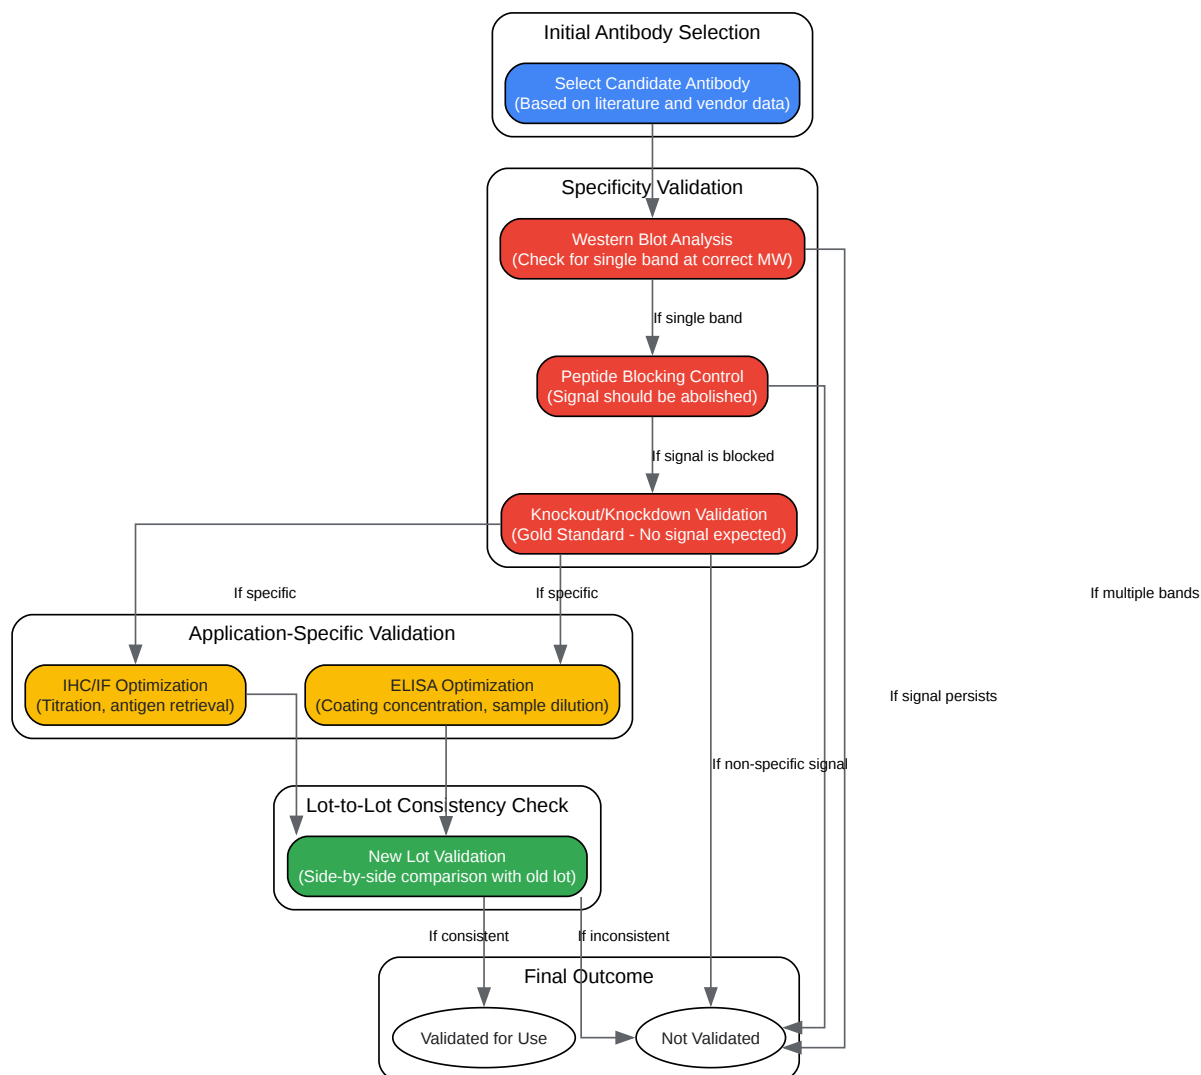 Initial Antibody Selection
Select Candidate Antibody
(Based on literature and vendor data)
Specificity Validation
Western Blot Analysis
(Check for single band at correct MW)
If single band
Peptide Blocking Control
(Signal should be abolished)
If signal is blocked
Knockout/Knockdown Validation
(Gold Standard - No signal expected)
If specific
If specific
If multiple bands
Application-Specific Validation
IHC/IF Optimization
(Titration, antigen retrieval)
ELISA Optimization
(Coating concentration, sample dilution)
If signal persists
If non-specific signal
Lot-to-Lot Consistency Check
New Lot Validation
(Side-by-side comparison with old lot)
If consistent
If inconsistent
Final Outcome
Validated for Use
Not Validated